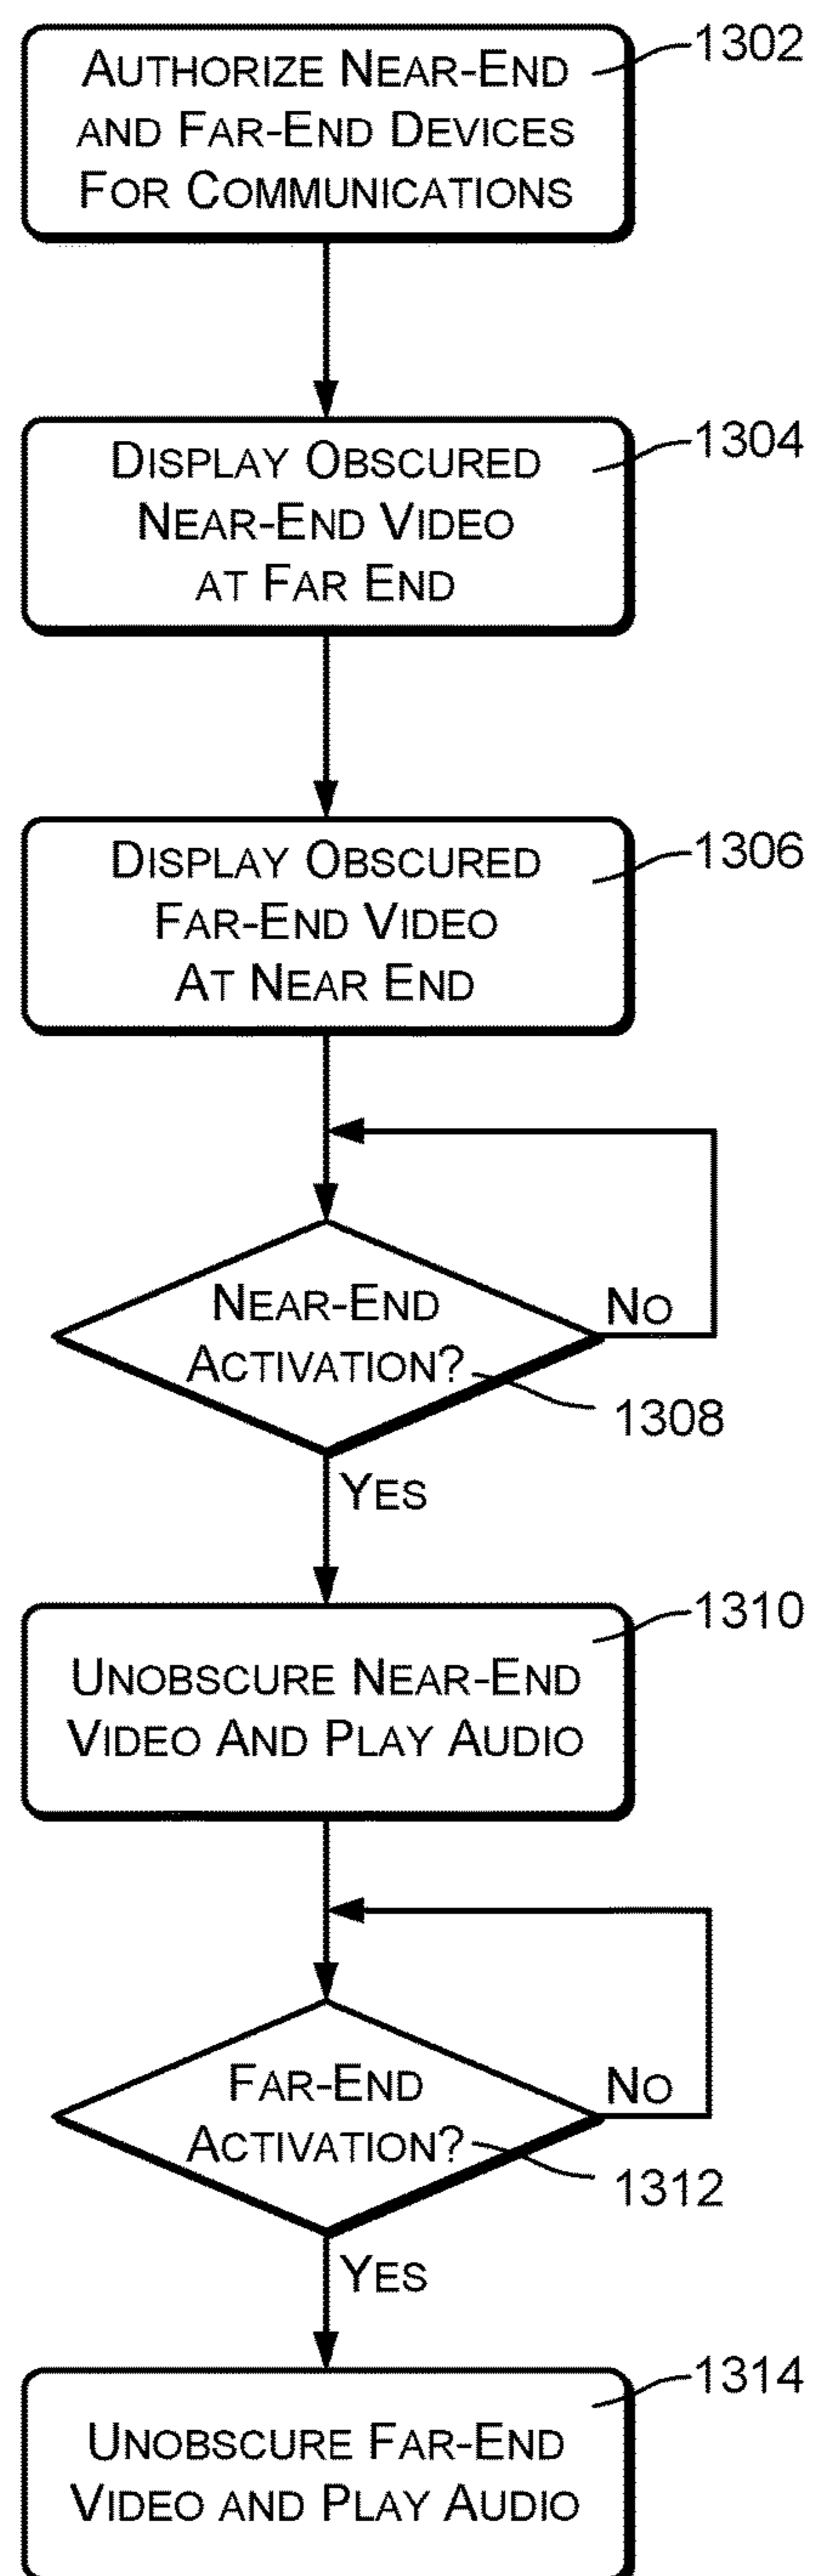 AUTHORIZE NEAR-END
AND FAR-END DEVICES
FOR COMMUNICATIONS
1302
DISPLAY OBSCURED
NEAR-END VIDEO
AT FAR END
1304
DISPLAY OBSCURED
FAR-END VIDEO
AT NEAR END
1306
NEAR-END
ACTIVATION?
NO
1308
YES
UNOBSCURE NEAR-END
VIDEO AND PLAY AUDIO
1310
FAR-END
ACTIVATION?
NO
1312
YES
UNOBSCURE FAR-END
VIDEO AND PLAY AUDIO
1314